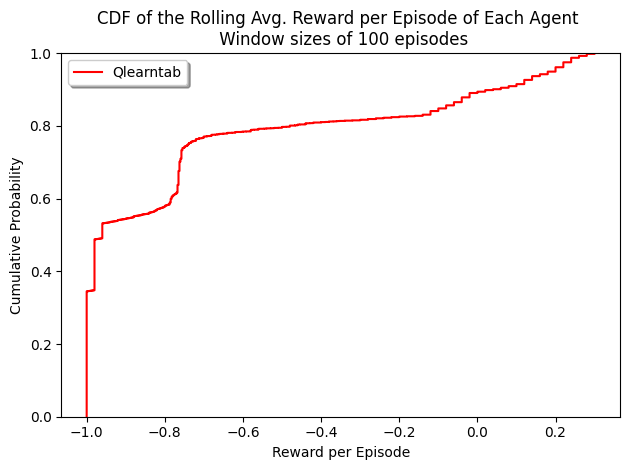 CDF of the Rolling Avg. Reward per Episode of Each Agent
Window sizes of 100 episodes
Qlearntab
Cumulative Probability
1.0
0.8
0.6
0.4
0.2
0.0
−1.0 −0.8 −0.6 −0.4 −0.2 0.0 0.2
Reward per Episode